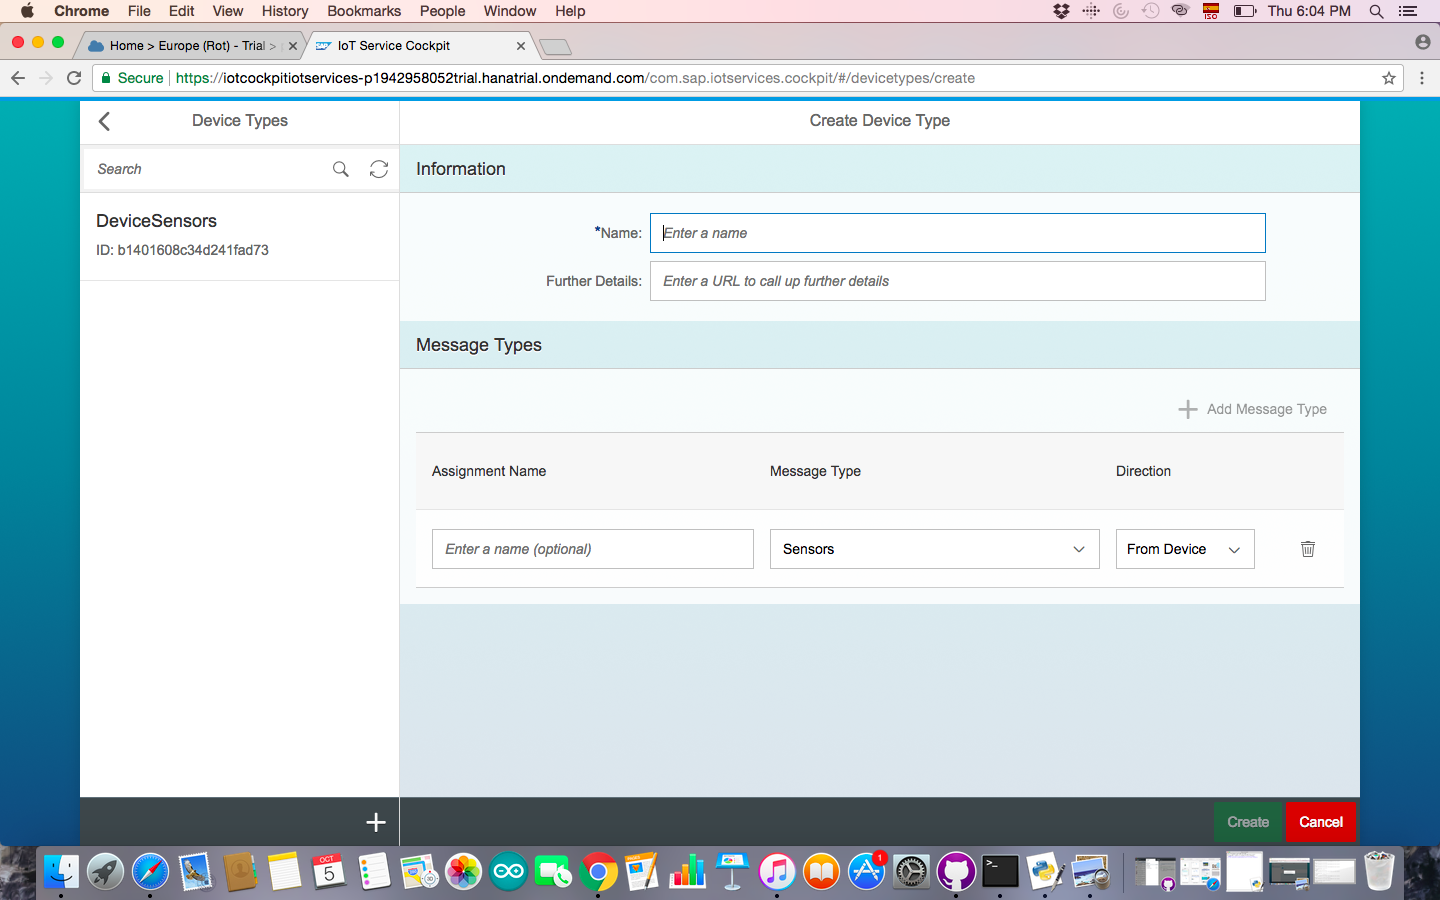 Chrome File Edit View History Bookmarks People Window Help ISO Thu 6:04 PM
Home > Europe (Rot) - Trial > SAP IoT Service Cockpit
Secure https://iotcockpitiotservices-p1942958052trial.hanatrial.ondemand.com/com.sap.iotservices.cockpit/#/devicetypes/create
Device Types
Create Device Type
Search
Information
DeviceSensors
ID: b1401608c34d241fad73
*Name: Enter a name
Further Details: Enter a URL to call up further details
Message Types
Add Message Type
Assignment Name Message Type Direction
Enter a name (optional) Sensors From Device
Create Cancel
OCT
5
1